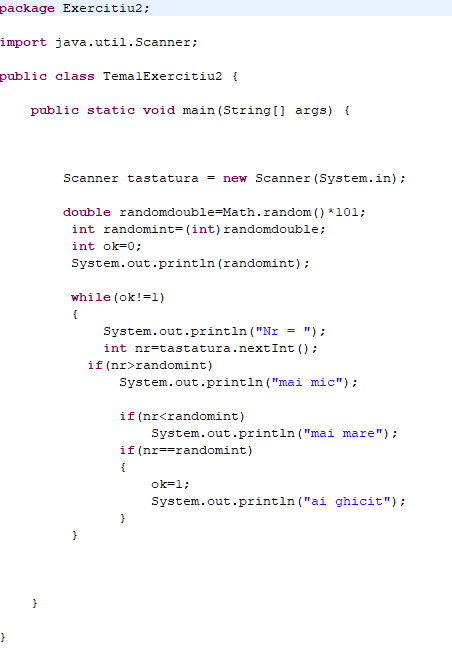 package Exercitiu2;
import java.util.Scanner;
public class Tema1Exercitiu2 {
public static void main(String[] args) {
Scanner tastatura = new Scanner(System.in);
double randomdouble=Math.random()*101;
int randomint=(int)randomdouble;
int ok=0;
System.out.println(randomint);
while(ok!=1)
{
System.out.println("Nr = ");
int nr=tastatura.nextInt();
if(nr>randomint)
System.out.println("mai mic");
if(nr<randomint)
System.out.println("mai mare");
if(nr==randomint)
{
ok=1;
System.out.println("ai ghicit");
}
}
}
}